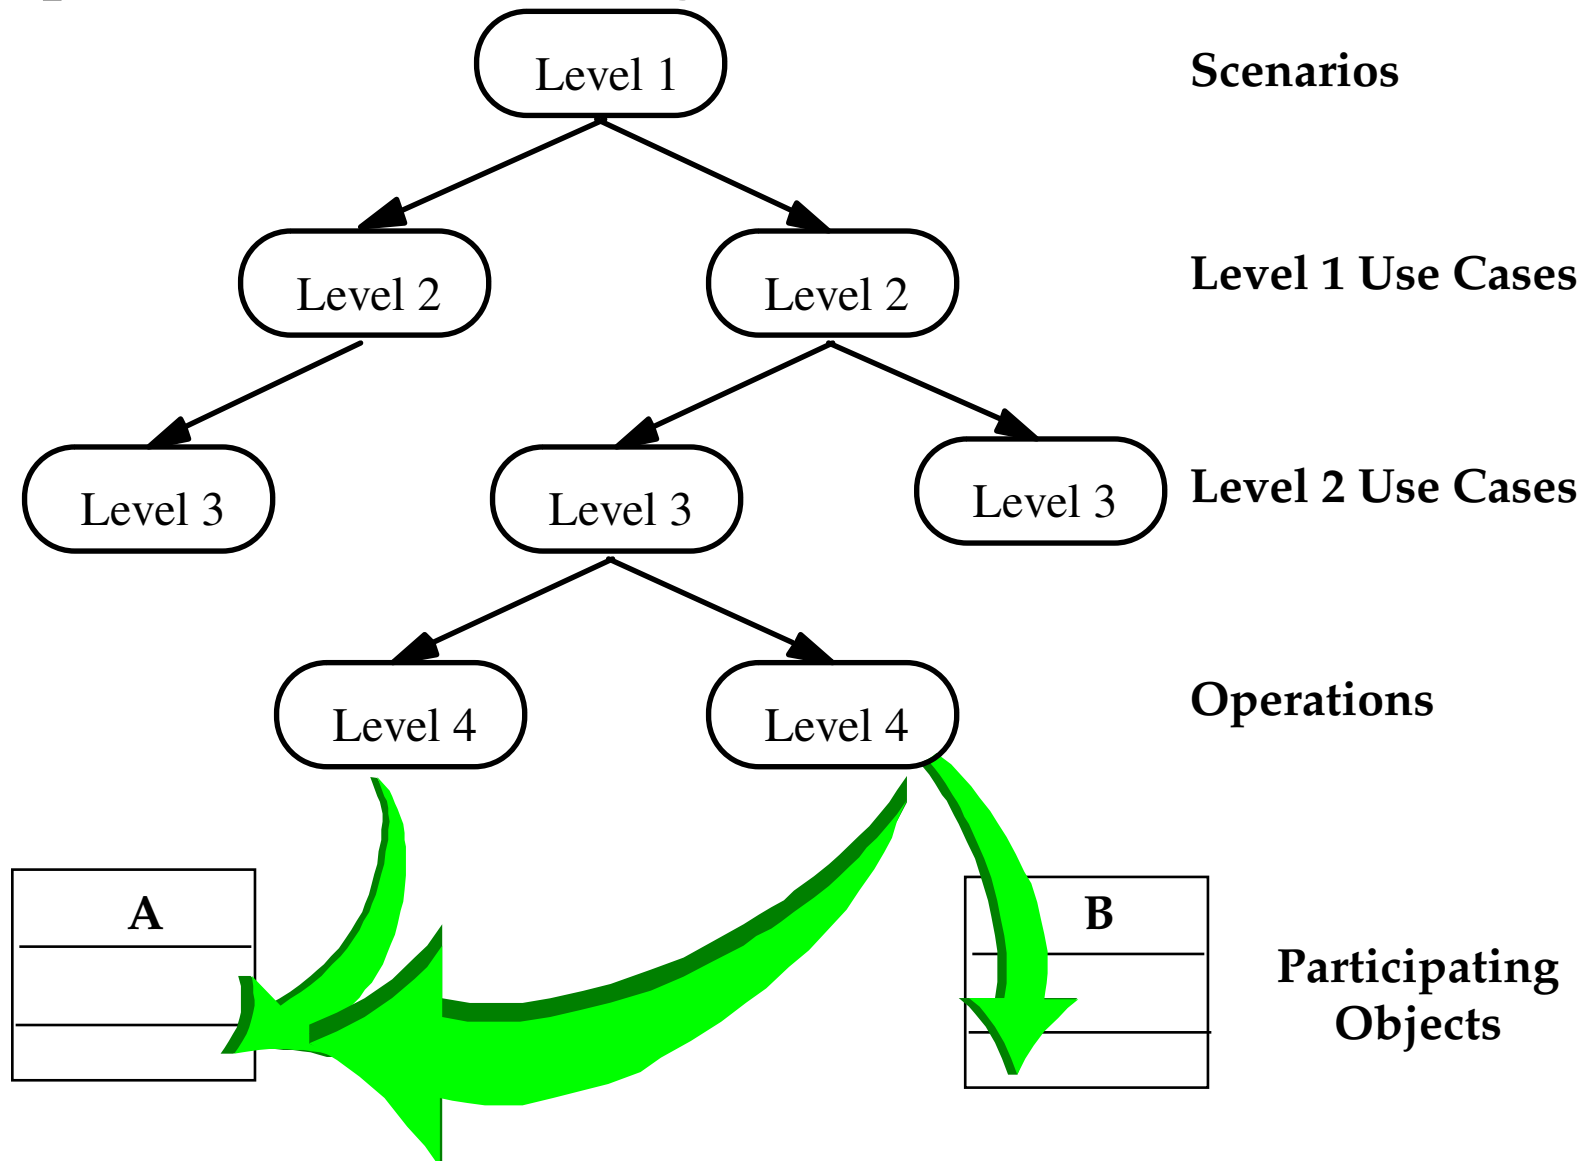 Level 1
Scenarios
Level 2
Level 2
Level 1 Use Cases
Level 3
Level 3
Level 3
Level 2 Use Cases
Level 4
Level 4
Operations
A
B
Participating
Objects